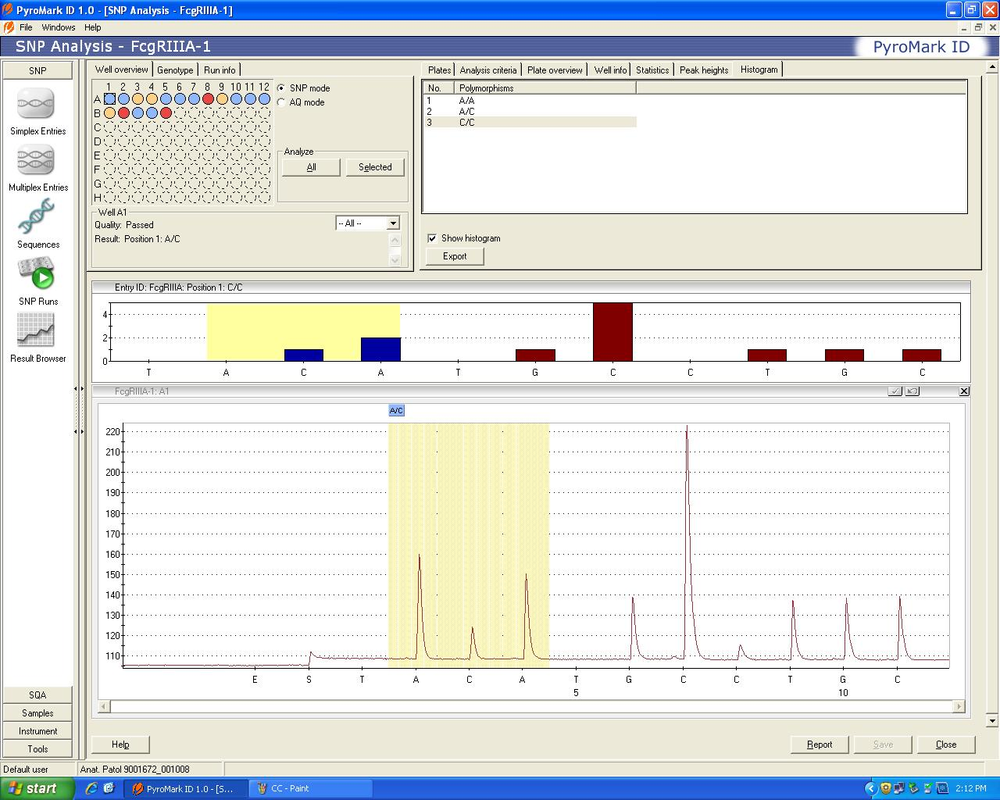 PyroMark ID 1.0 - [SNP Analysis - FcgRIIIA-1]
File Windows Help
SNP Analysis - FcgRIIIA-1
PyroMark ID
SNP
Simplex Entries
Multiplex Entries
Sequences
SNP Runs
Result Browser
SQA
Samples
Instrument
Tools
Well overview Genotype Run info
1 2 3 4 5 6 7 8 9 10 11 12
A
B
C
D
E
F
G
H
SNP mode
AQ mode
Analyze
All Selected
Well A1
Quality: Passed
-- All --
Result: Position 1: A/C
Plates Analysis criteria Plate overview Well info Statistics Peak heights Histogram
No. Polymorphisms
1 A/A
2 A/C
3 C/C
Show histogram
Export
Entry ID: FcgRIIIA: Position 1: C/C
4
2
0
T A C A T G C C T G C
FcgRIIIA-1: A1
A/C
220
210
200
190
180
170
160
150
140
130
120
110
E S T A C A T G C C T G C
5 10
Help Report Save Close
Default user Anat. Patol 9001672_001008
start PyroMark ID 1.0 - [S... CC - Paint 2:12 PM